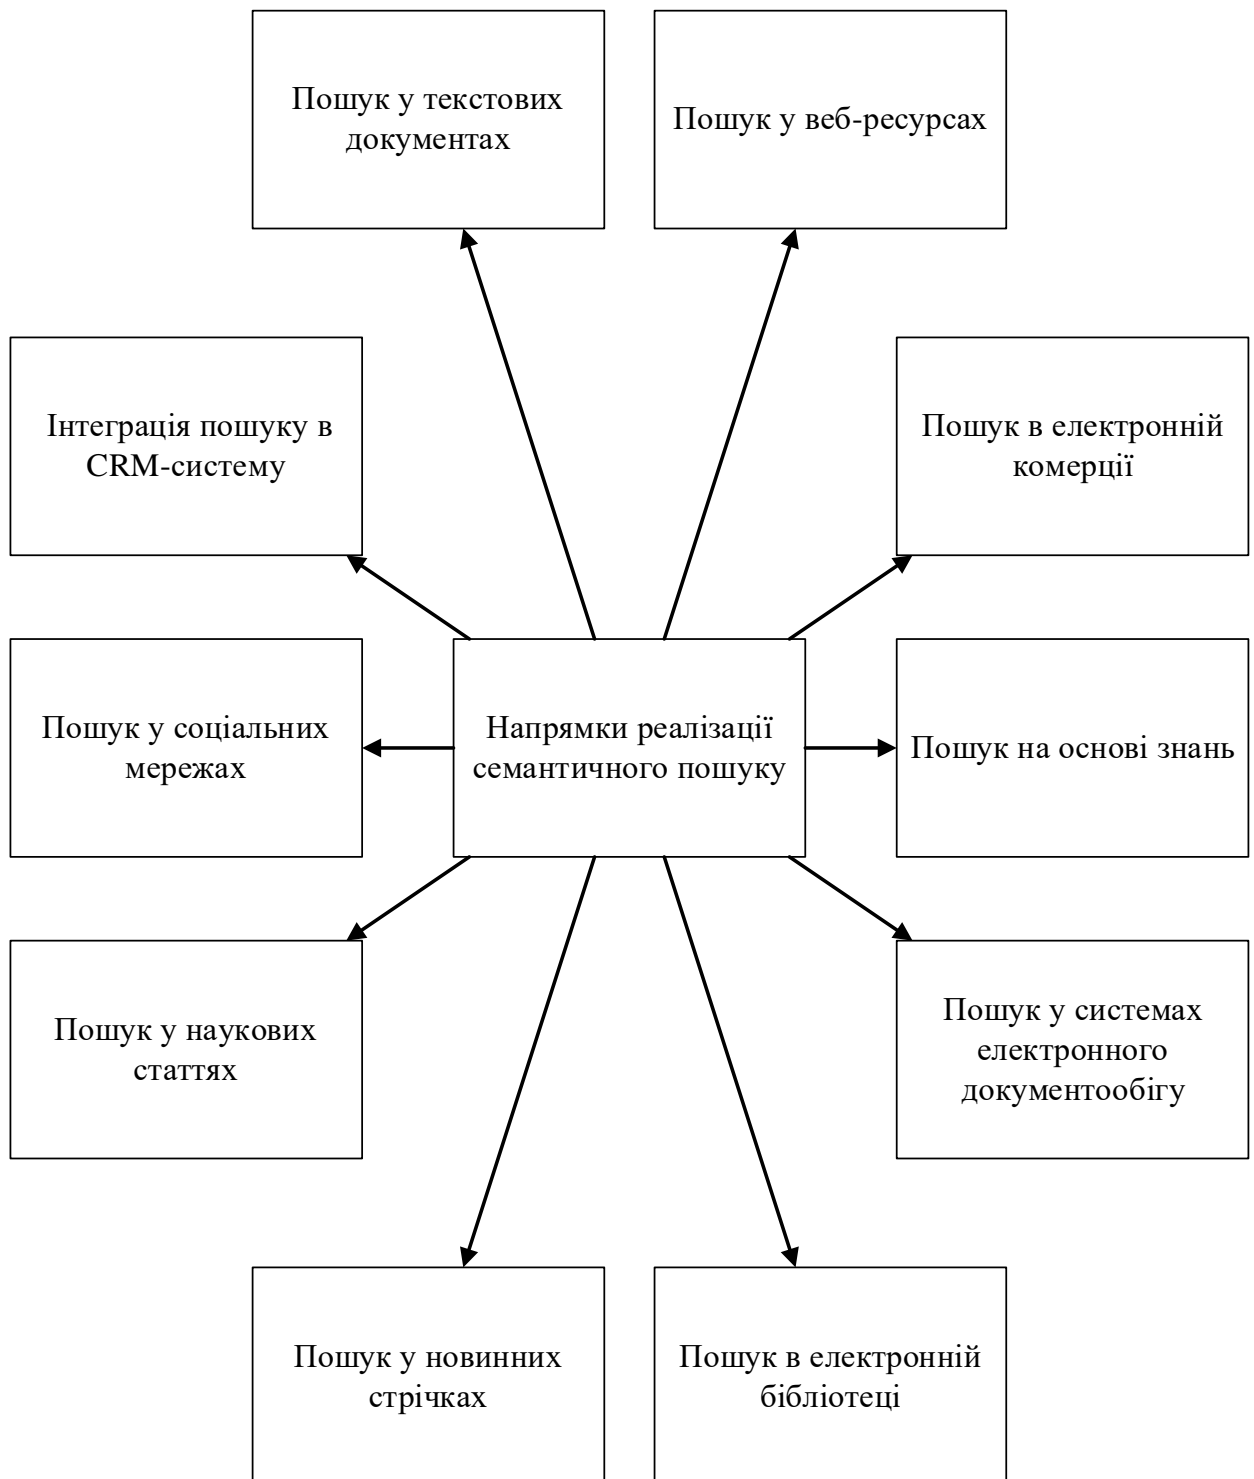 Пошук у текстових
документах
Пошук у веб-ресурсах
Інтеграція пошуку в
CRM-систему
Пошук в електронній
комерції
Пошук у соціальних
мережах
Напрямки реалізації
семантичного пошуку
Пошук на основі знань
Пошук у наукових
статтях
Пошук у системах
електронного
документообігу
Пошук у новинних
стрічках
Пошук в електронній
бібліотеці